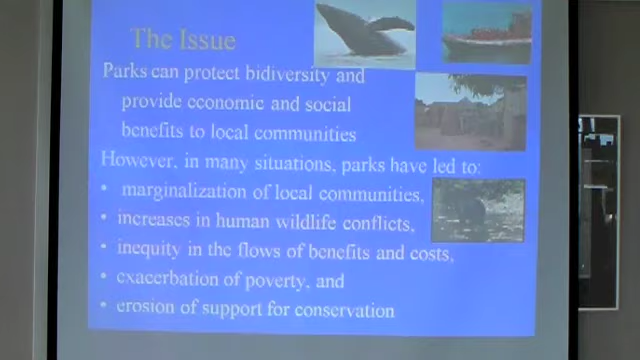 The Issue
Parks can protect bidiversity and
provide economic and social
benefits to local communities
However, in many situations, parks have led to:
• marginalization of local communities,
• increases in human wildlife conflicts,
• inequity in the flows of benefits and costs,
• exacerbation of poverty, and
• erosion of support for conservation